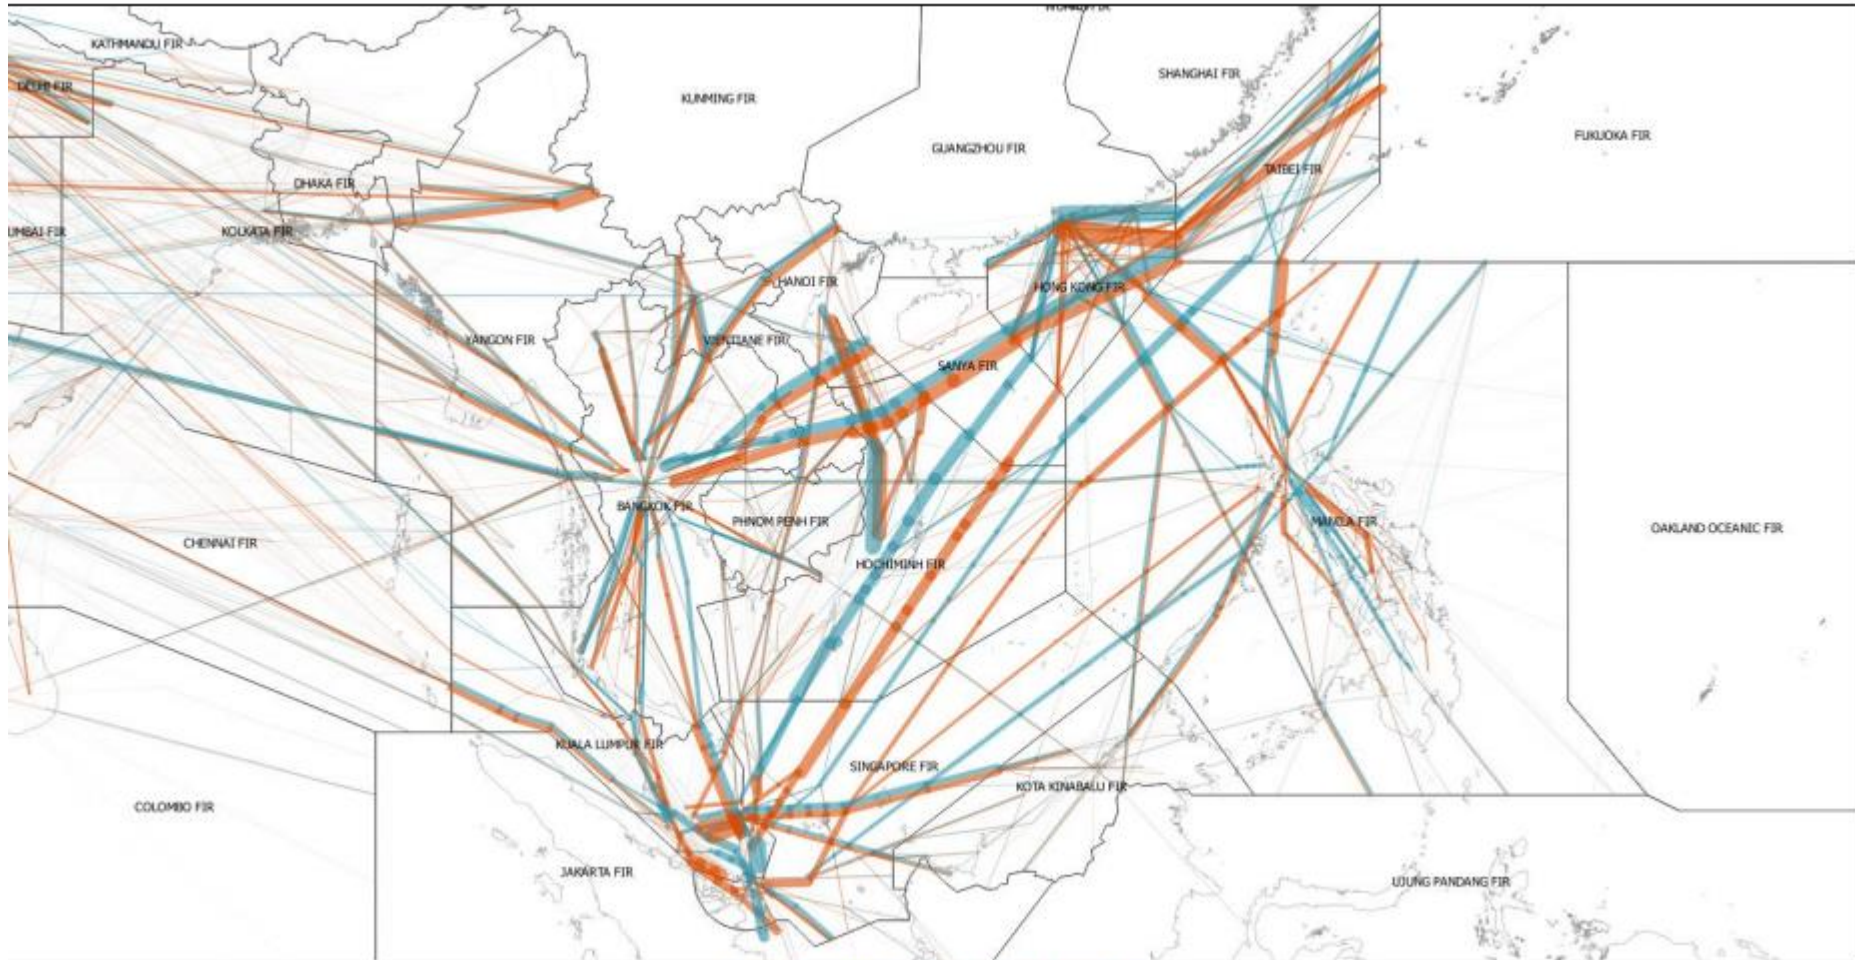 WUHAN FIR
KATHMANDU FIR
SHANGHAI FIR
DELHI FIR
KUNMING FIR
FUKUOKA FIR
GUANGZHOU FIR
TAIBEI FIR
DHAKA FIR
UMBAI FIR
KOLKATA FIR
HANOI FIR
HONG KONG FIR
YANGON FIR
VIENTIANE FIR
SANYA FIR
BANGKOK FIR
PHNOM PENH FIR
MANILA FIR
OAKLAND OCEANIC FIR
CHENNAI FIR
HOCHIMINH FIR
KUALA LUMPUR FIR
SINGAPORE FIR
KOTA KINABALU FIR
COLOMBO FIR
JAKARTA FIR
UJUNG PANDANG FIR